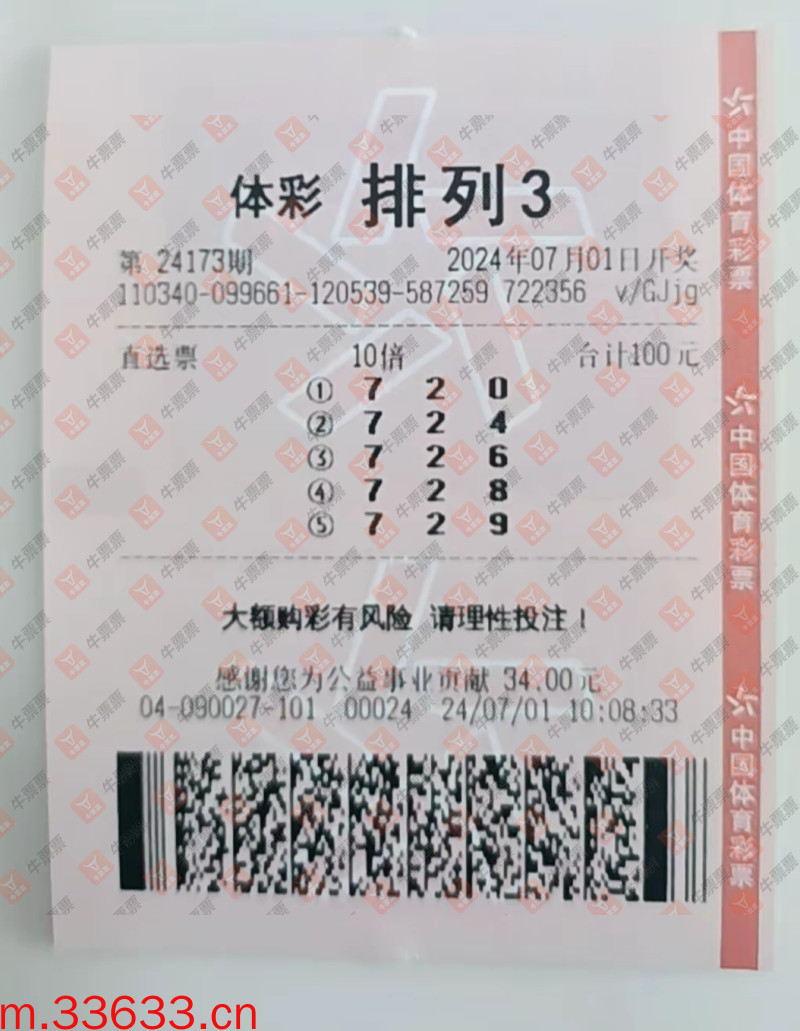 体彩 排列3
第 24173期 2024年07月01日开奖
110340-099661-120539-587259 722356 v/GJjg
直选票 10倍 合计100元
① 7 2 0
② 7 2 4
③ 7 2 6
④ 7 2 8
⑤ 7 2 9
大额购彩有风险 请理性投注!
感谢您为公益事业贡献 34.00元
04-090027-101 00024 24/07/01 10:08:33
中国体育彩票
中国体育彩票
中国体育彩票
牛票票
m.33633.cn